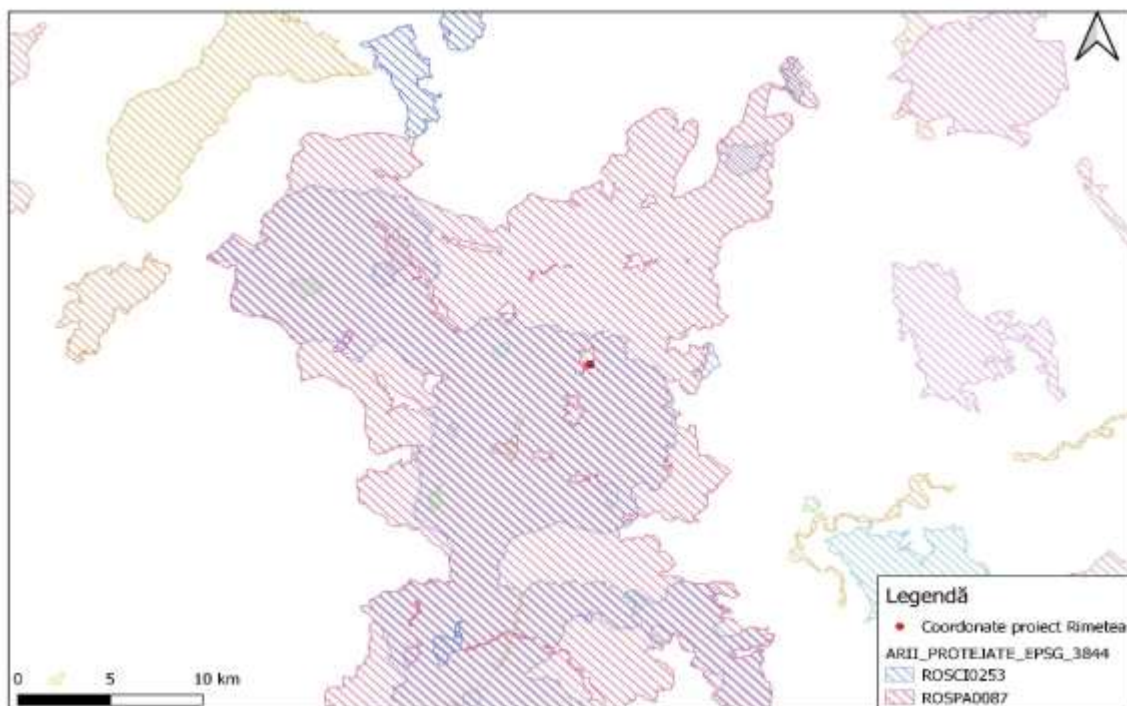 Legendă
Coordonate proiect Rimetea
ARII_PROTEJATE_EPSG_3844
ROSCI0253
ROSPA0087
0 5 10 km